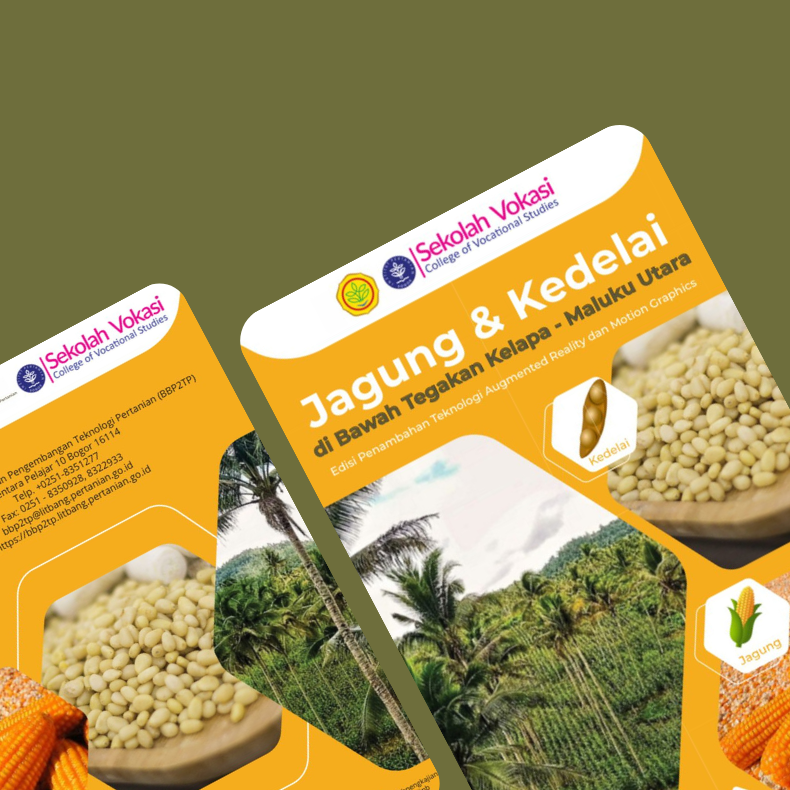 Sekolah Vokasi
College of Vocational Studies
Pengembangan Teknologi Pertanian (BBP2TP)
Pelajar 10 Bogor 16114
Telp. +0251-8351277
Fax: 0251 - 8350928, 8322933
bbp2tp@litbang.pertanian.go.id
https://bbp2tp.litbang.pertanian.go.id
Sekolah Vokasi
College of Vocational Studies
Jagung & Kedelai
di Bawah Tegakan Kelapa - Maluku Utara
Edisi Penambahan Teknologi Augmented Reality dan Motion Graphics
Kedelai
Jagung